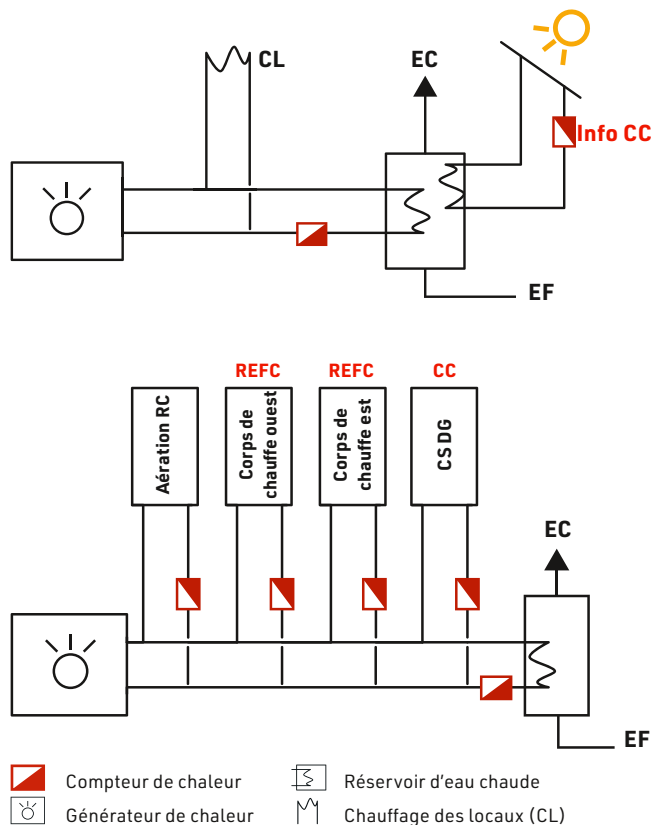 CL
EC
Info CC
EF
REFC
REFC
CC
Aération RC
Corps de
chauffe ouest
Corps de
chauffe est
CS DG
EC
EF
Compteur de chaleur
Réservoir d'eau chaude
Générateur de chaleur
Chauffage des locaux (CL)